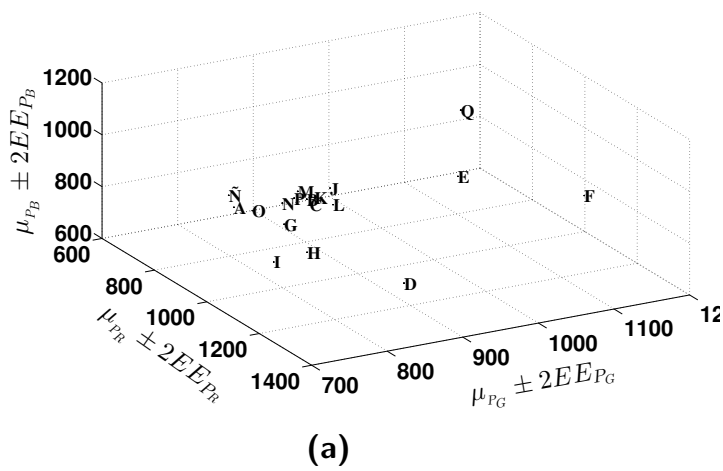 1200
1000
800
600
μ_{P_B} ± 2EE_{P_B}
600
800
1000
1200
1400
μ_{P_R} ± 2EE_{P_R}
700
800
900
1000
1100
12
μ_{P_G} ± 2EE_{P_G}
Q
E
F
Ñ
A
O
M
J
N
P
K
C
L
G
H
I
D
(a)